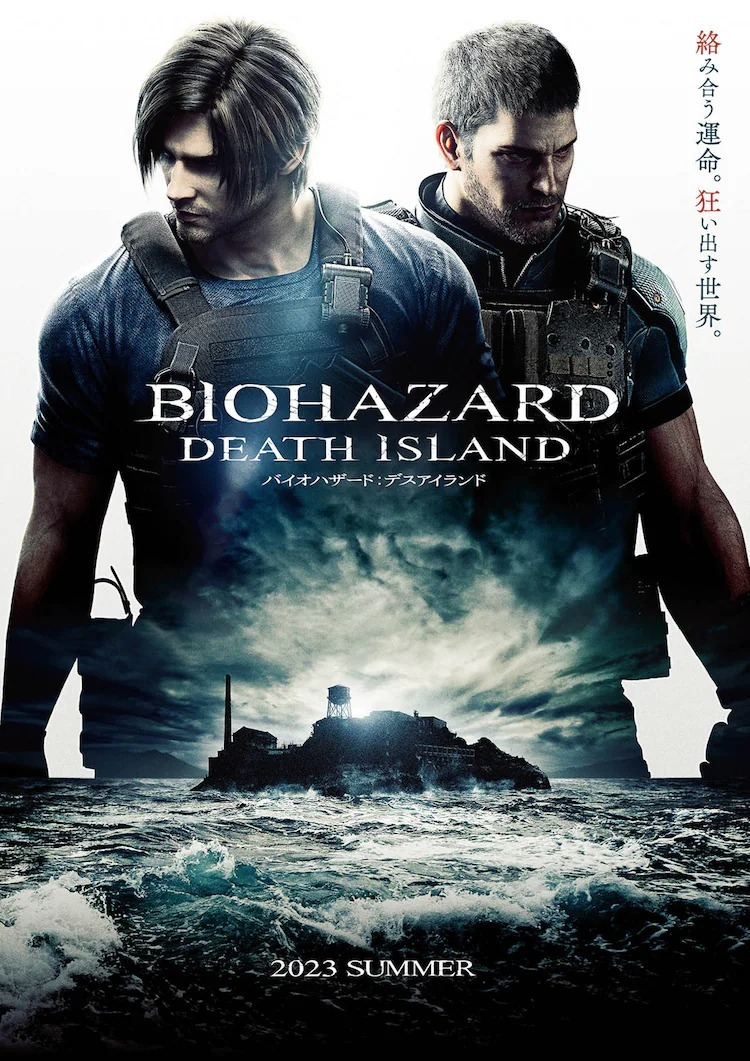 絡み合う運命。狂い出す世界。
BIOHAZARD
DEATH ISLAND
バイオハザード:デスアイランド
2023 SUMMER